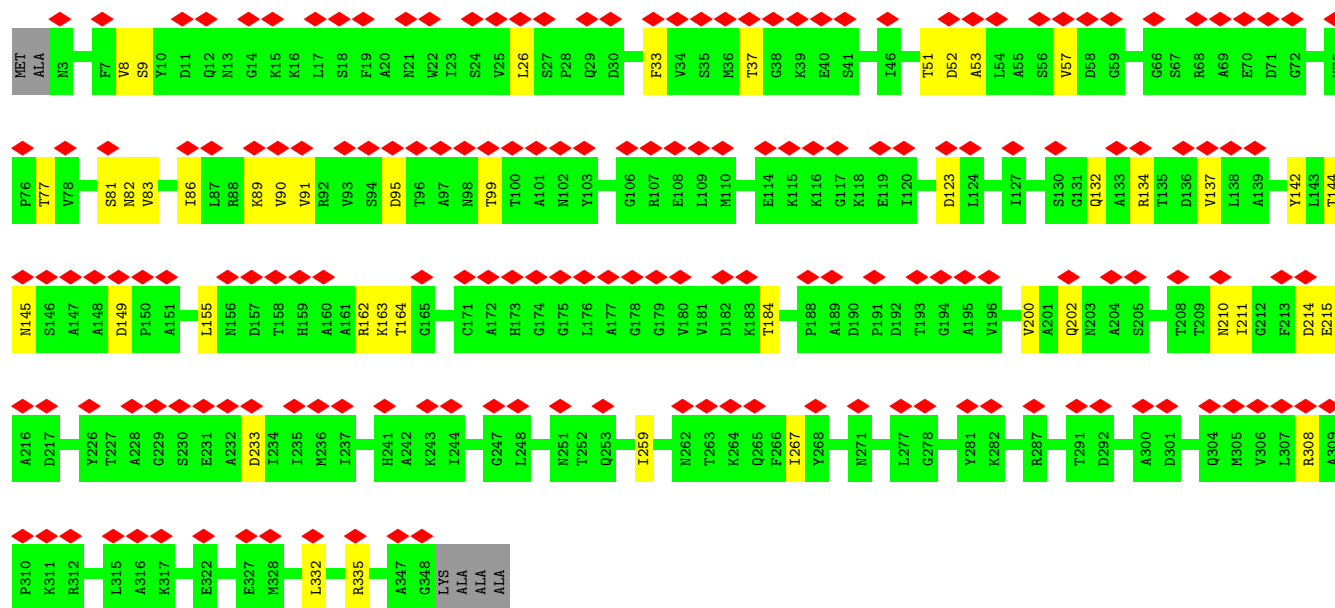 MET ALA N3 F7 V8 S9 Y10 D11 Q12 N13 G14 K15 K16 L17 S18 F19 A20 N21 W22 I23 S24 V25 L26 S27 P28 Q29 D30 F33 V34 S35 M36 T37 G38 K39 E40 S41 I46 T51 D52 A53 L54 A55 S56 V57 D58 G59 G66 S67 R68 A69 E70 D71 G72
P76 T77 V78 S81 N82 V83 I86 L87 R88 K89 V90 V91 R92 V93 S94 D95 T96 A97 N98 T99 T100 A101 N102 Y103 G106 R107 E108 L109 M110 E114 K115 K116 G117 K118 E119 I120 D123 L124 I127 S130 G131 Q132 A133 R134 T135 D136 V137 L138 A139 Y142 L143 T144
N145 S146 A147 A148 D149 P150 A151 L155 N156 D157 T158 H159 A160 A161 R162 K163 T164 G165 C171 A172 H173 G174 G175 L176 A177 G178 G179 V180 V181 D182 K183 T184 P188 A189 D190 P191 D192 T193 G194 A195 V196 V200 A201 Q202 N203 A204 S205 T208 T209 N210 I211 G212 F213 D214 E215
A216 D217 Y226 T227 A228 G229 S230 E231 A232 D233 I234 I235 M236 I237 H241 A242 K243 I244 G247 L248 N251 T252 Q253 I259 N262 T263 K264 Q265 F266 I267 Y268 N271 L277 G278 Y281 K282 R287 T291 D292 A300 D301 Q304 M305 V306 L307 R308 A309
P310 K311 R312 L315 A316 K317 E322 E327 M328 L332 R335 A347 G348 LYS ALA ALA ALA